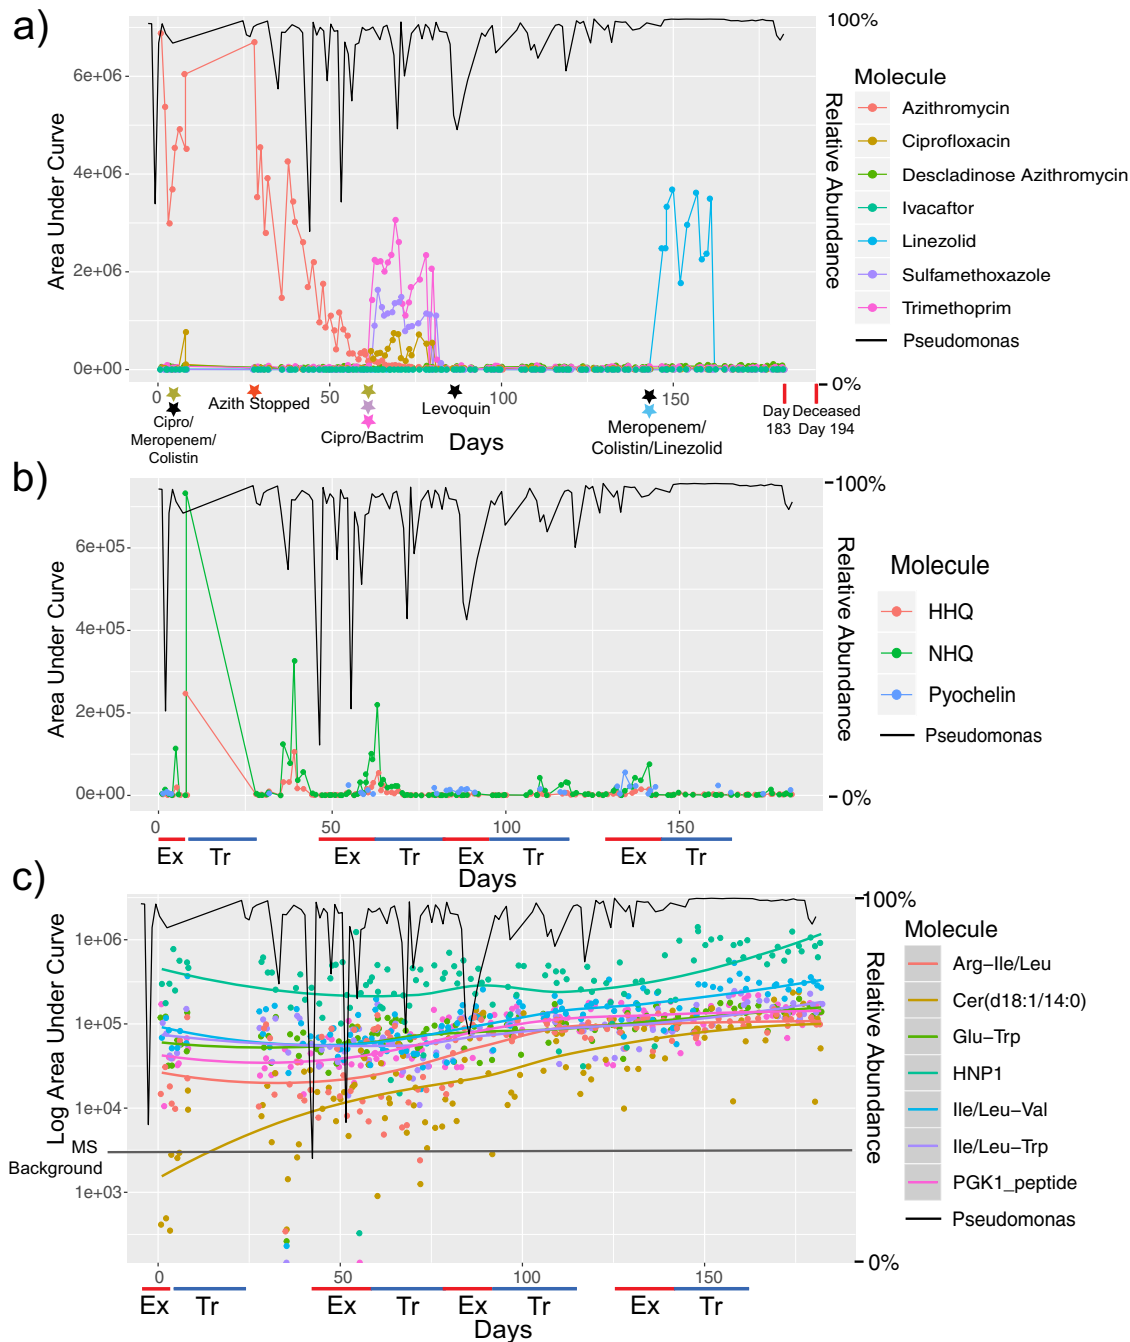 a)
100%
6e+06
4e+06
2e+06
0e+00
Area Under Curve
Relative Abundance
0%
Molecule
Azithromycin
Ciprofloxacin
Descladinose Azithromycin
Ivacaftor
Linezolid
Sulfamethoxazole
Trimethoprim
Pseudomonas
0
50
100
150
Azith Stopped
Levoquin
Cipro/
Meropenem/
Colistin
Cipro/Bactrim
Days
Meropenem/
Colistin/Linezolid
Day
183
Deceased
Day 194
b)
100%
6e+05
4e+05
2e+05
0e+00
Area Under Curve
Relative Abundance
0%
Molecule
HHQ
NHQ
Pyochelin
Pseudomonas
0
50
100
150
Ex
Tr
Ex
Tr
Ex
Tr
Ex
Tr
Days
c)
100%
1e+06
1e+05
1e+04
MS
Background
1e+03
Log Area Under Curve
Relative Abundance
0%
Molecule
Arg-Ile/Leu
Cer(d18:1/14:0)
Glu-Trp
HNP1
Ile/Leu-Val
Ile/Leu-Trp
PGK1_peptide
Pseudomonas
0
50
100
150
Ex
Tr
Ex
Tr
Ex
Tr
Ex
Tr
Days